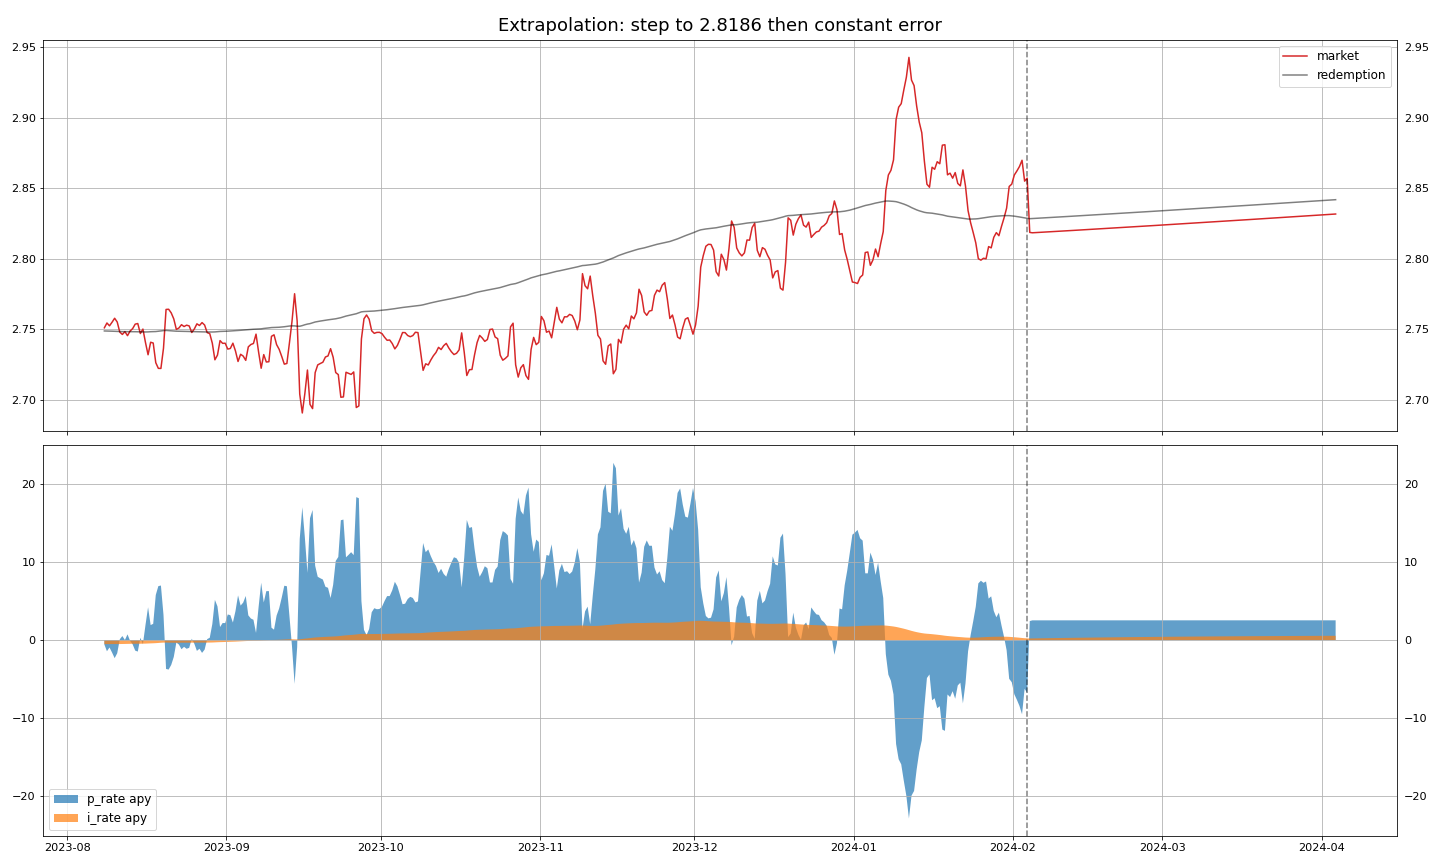 Extrapolation: step to 2.8186 then constant error
2.95 2.95
market
redemption
2.90 2.90
2.85 2.85
2.80 2.80
2.75 2.75
2.70 2.70
20 20
10 10
0 0
−10 −10
−20 −20
p_rate apy
i_rate apy
2023-08 2023-09 2023-10 2023-11 2023-12 2024-01 2024-02 2024-03 2024-04